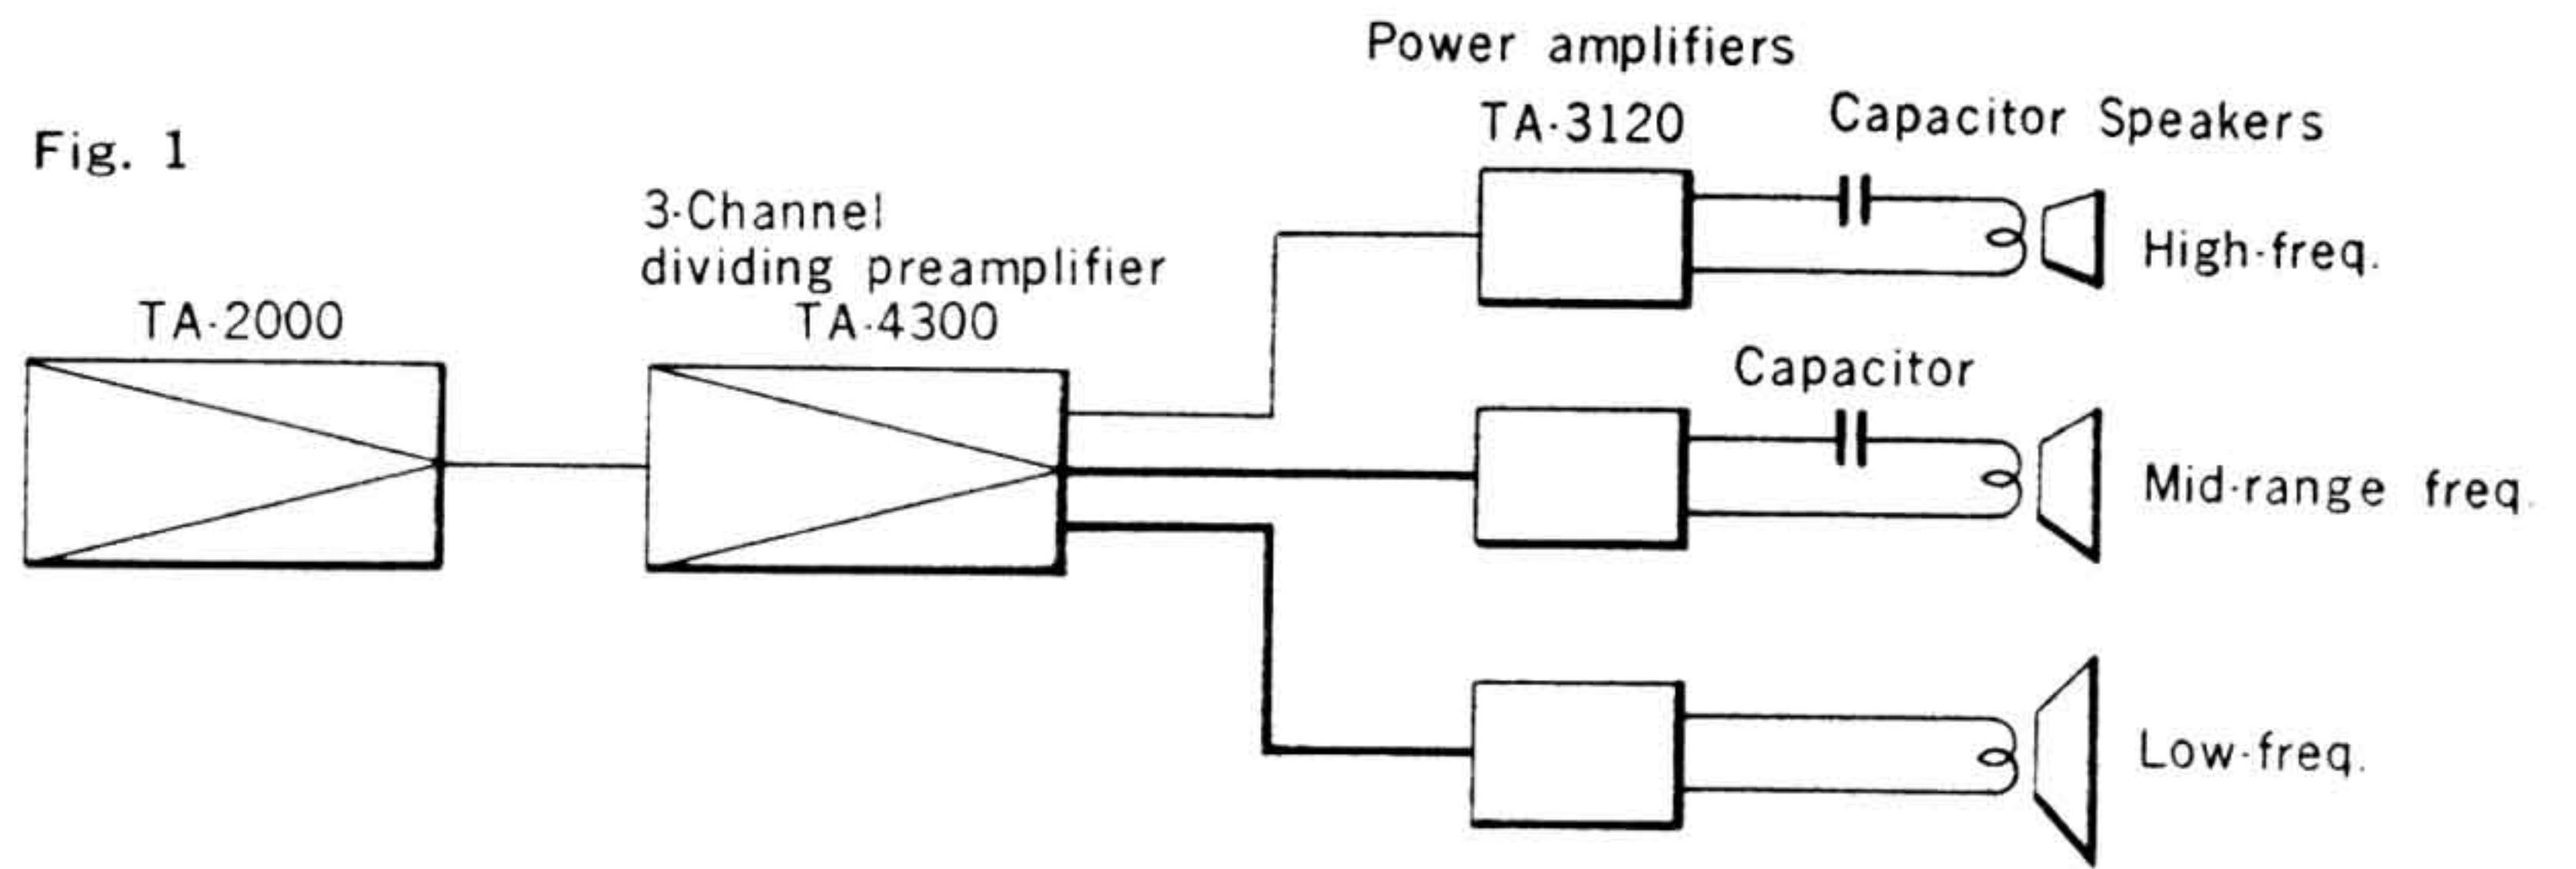 Power amplifiers
TA-3120
Capacitor Speakers
Fig. 1
3-Channel
dividing preamplifier
TA-4300
TA-2000
High-freq.
Capacitor
Mid-range freq.
Low-freq.